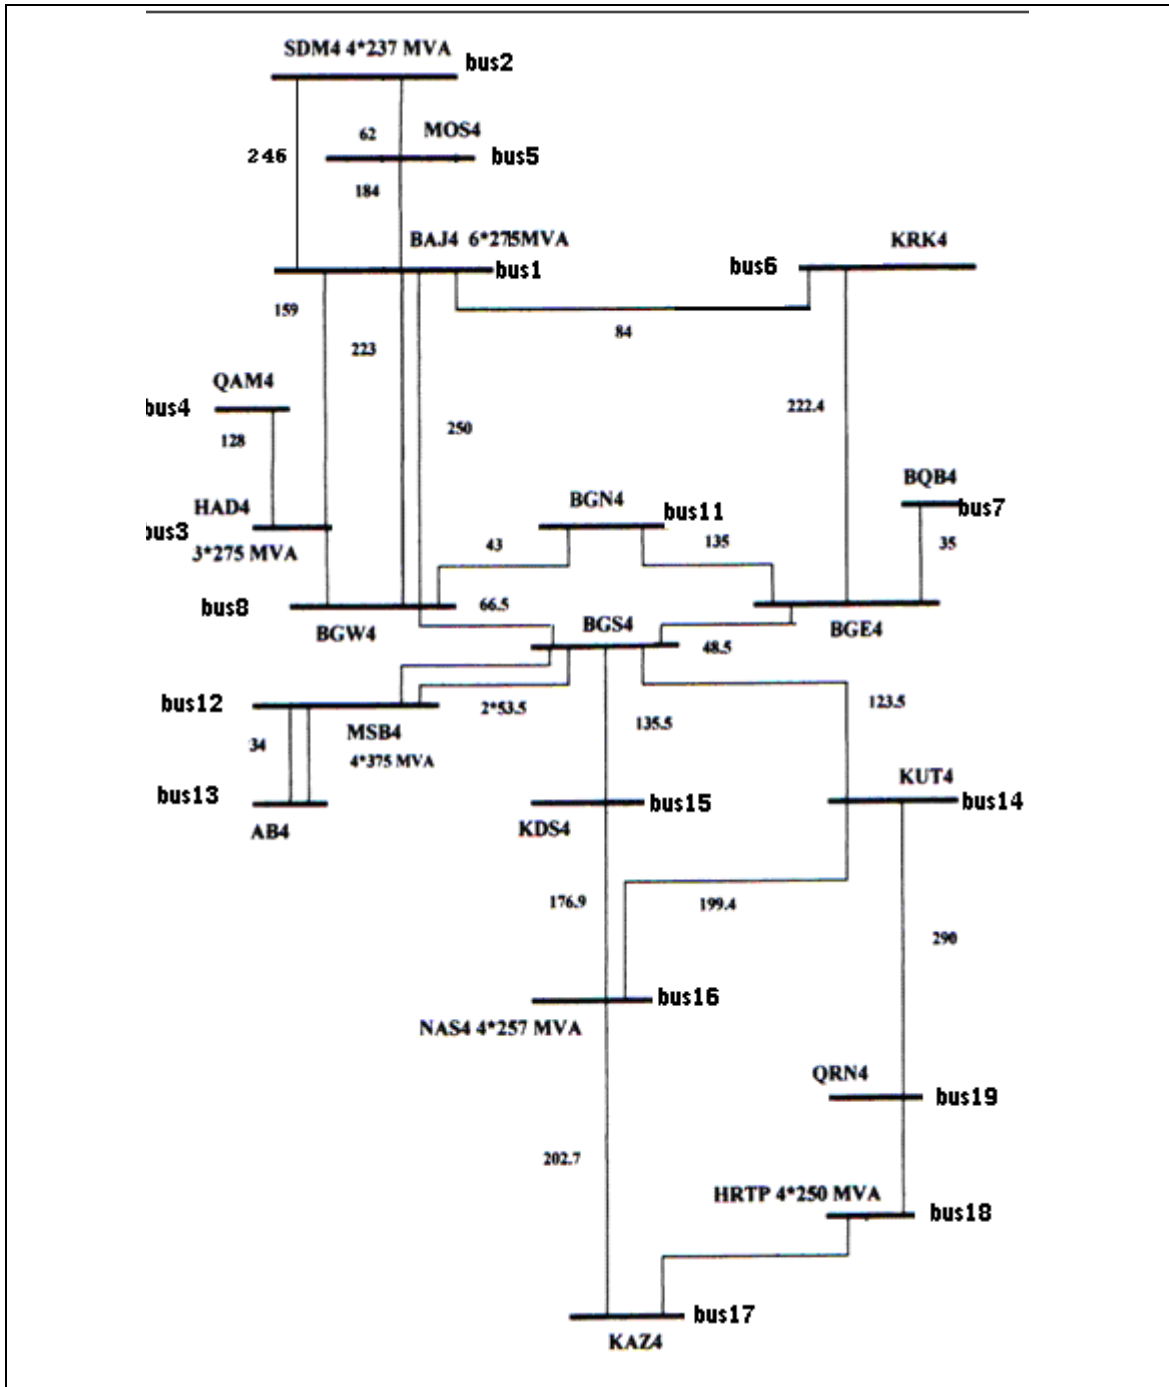 SDM4 4*237 MVA bus2
62 MOS4
246 bus5
184
BAJ4 6*275MVA KRK4
bus1 bus6
159
84
223
QAM4
bus4 222.4
128 250
BQB4
HAD4 BGN4 bus7
bus3 bus11
3*275 MVA 43 135 35
bus8 66.5
BGW4 BGS4 BGE4
48.5
bus12 2*53.5 135.5 123.5
MSB4
34 4*375 MVA
KUT4
bus13 bus15 bus14
AB4 KDS4
176.9 199.4
290
bus16
NAS4 4*257 MVA
QRN4
bus19
202.7
HRTP 4*250 MVA
bus18
bus17
KAZ4